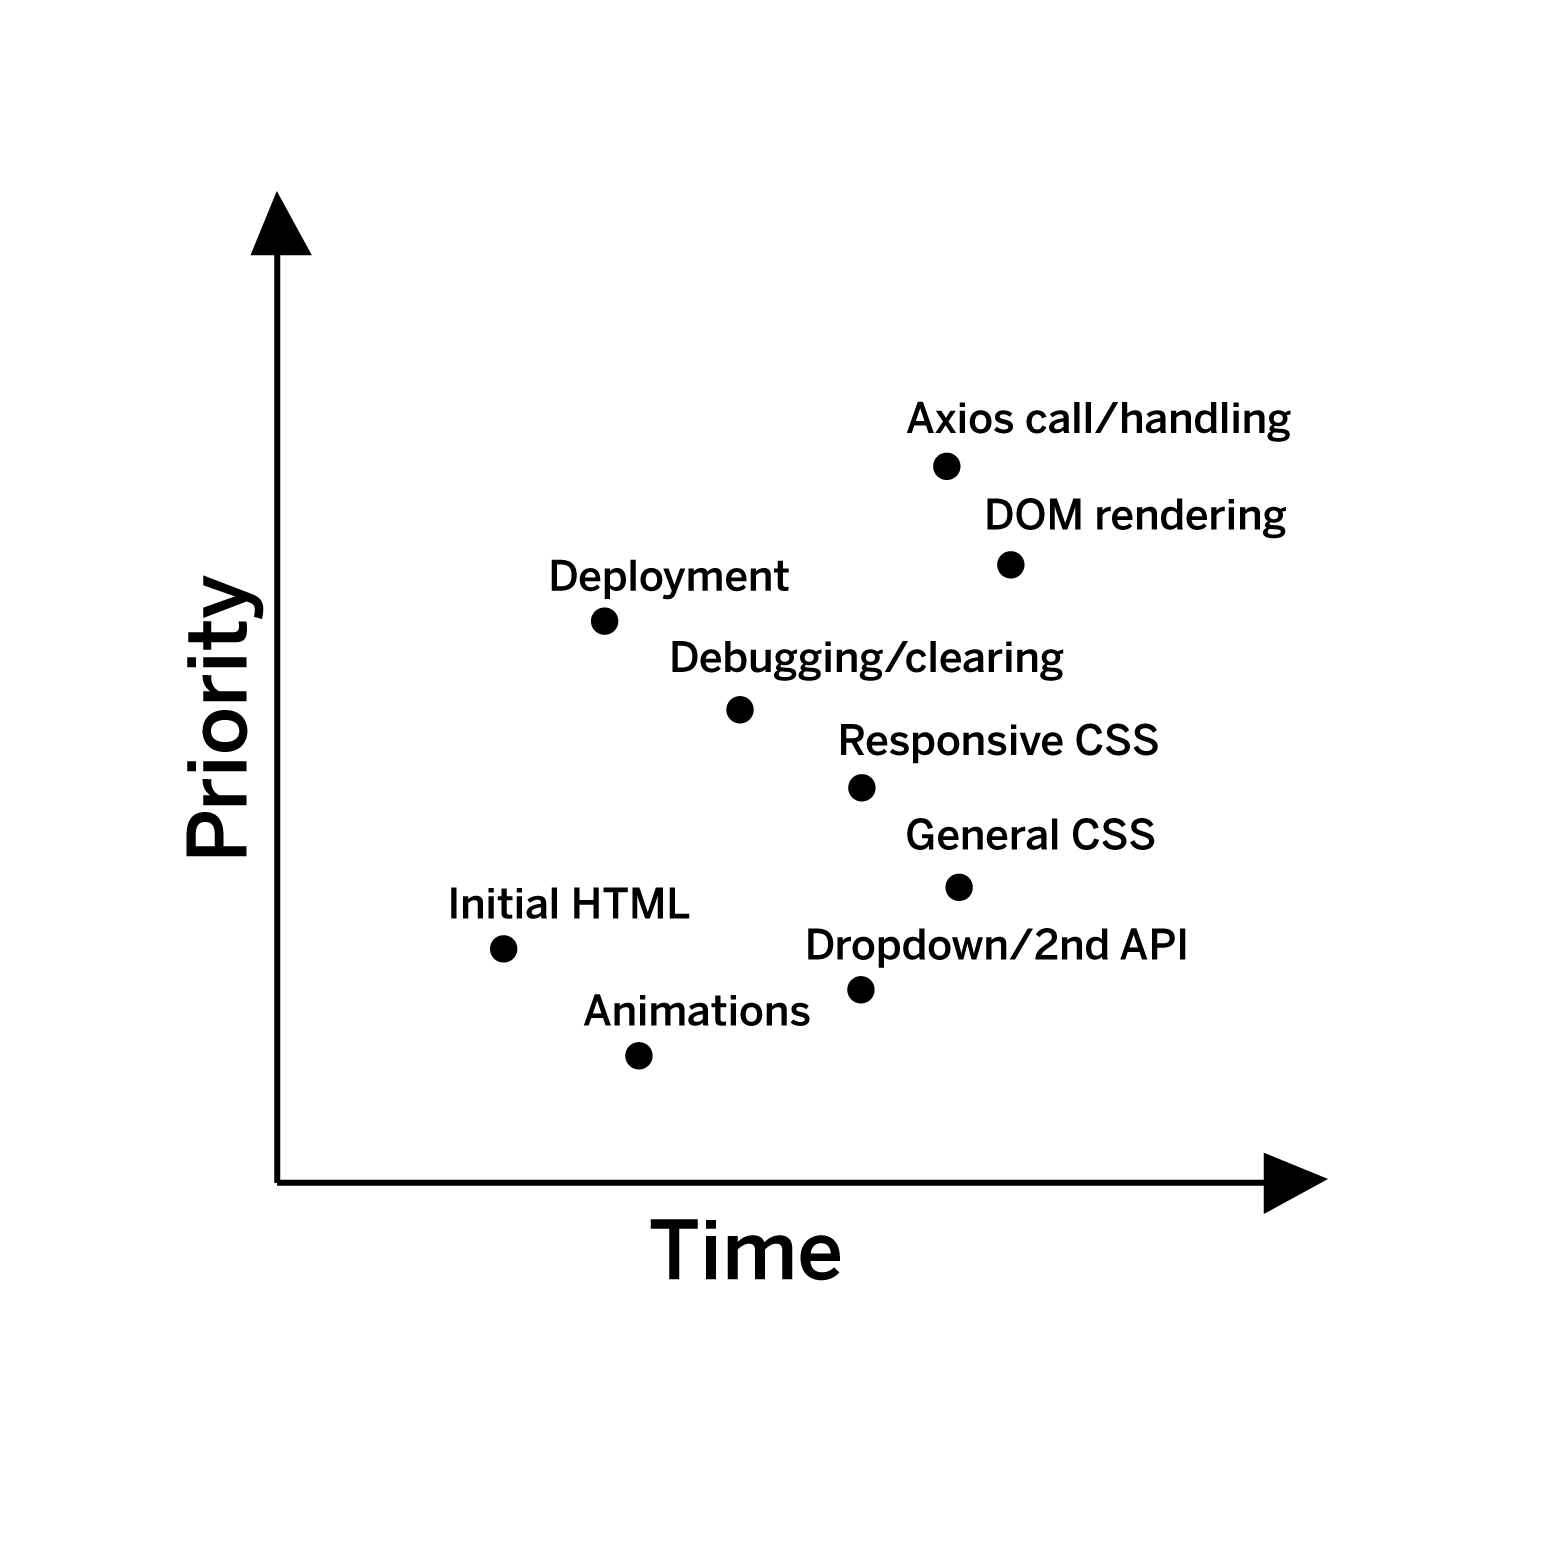 Axios call/handling
DOM rendering
Deployment
Debugging/clearing
Responsive CSS
General CSS
Initial HTML
Dropdown/2nd API
Animations
Priority
Time